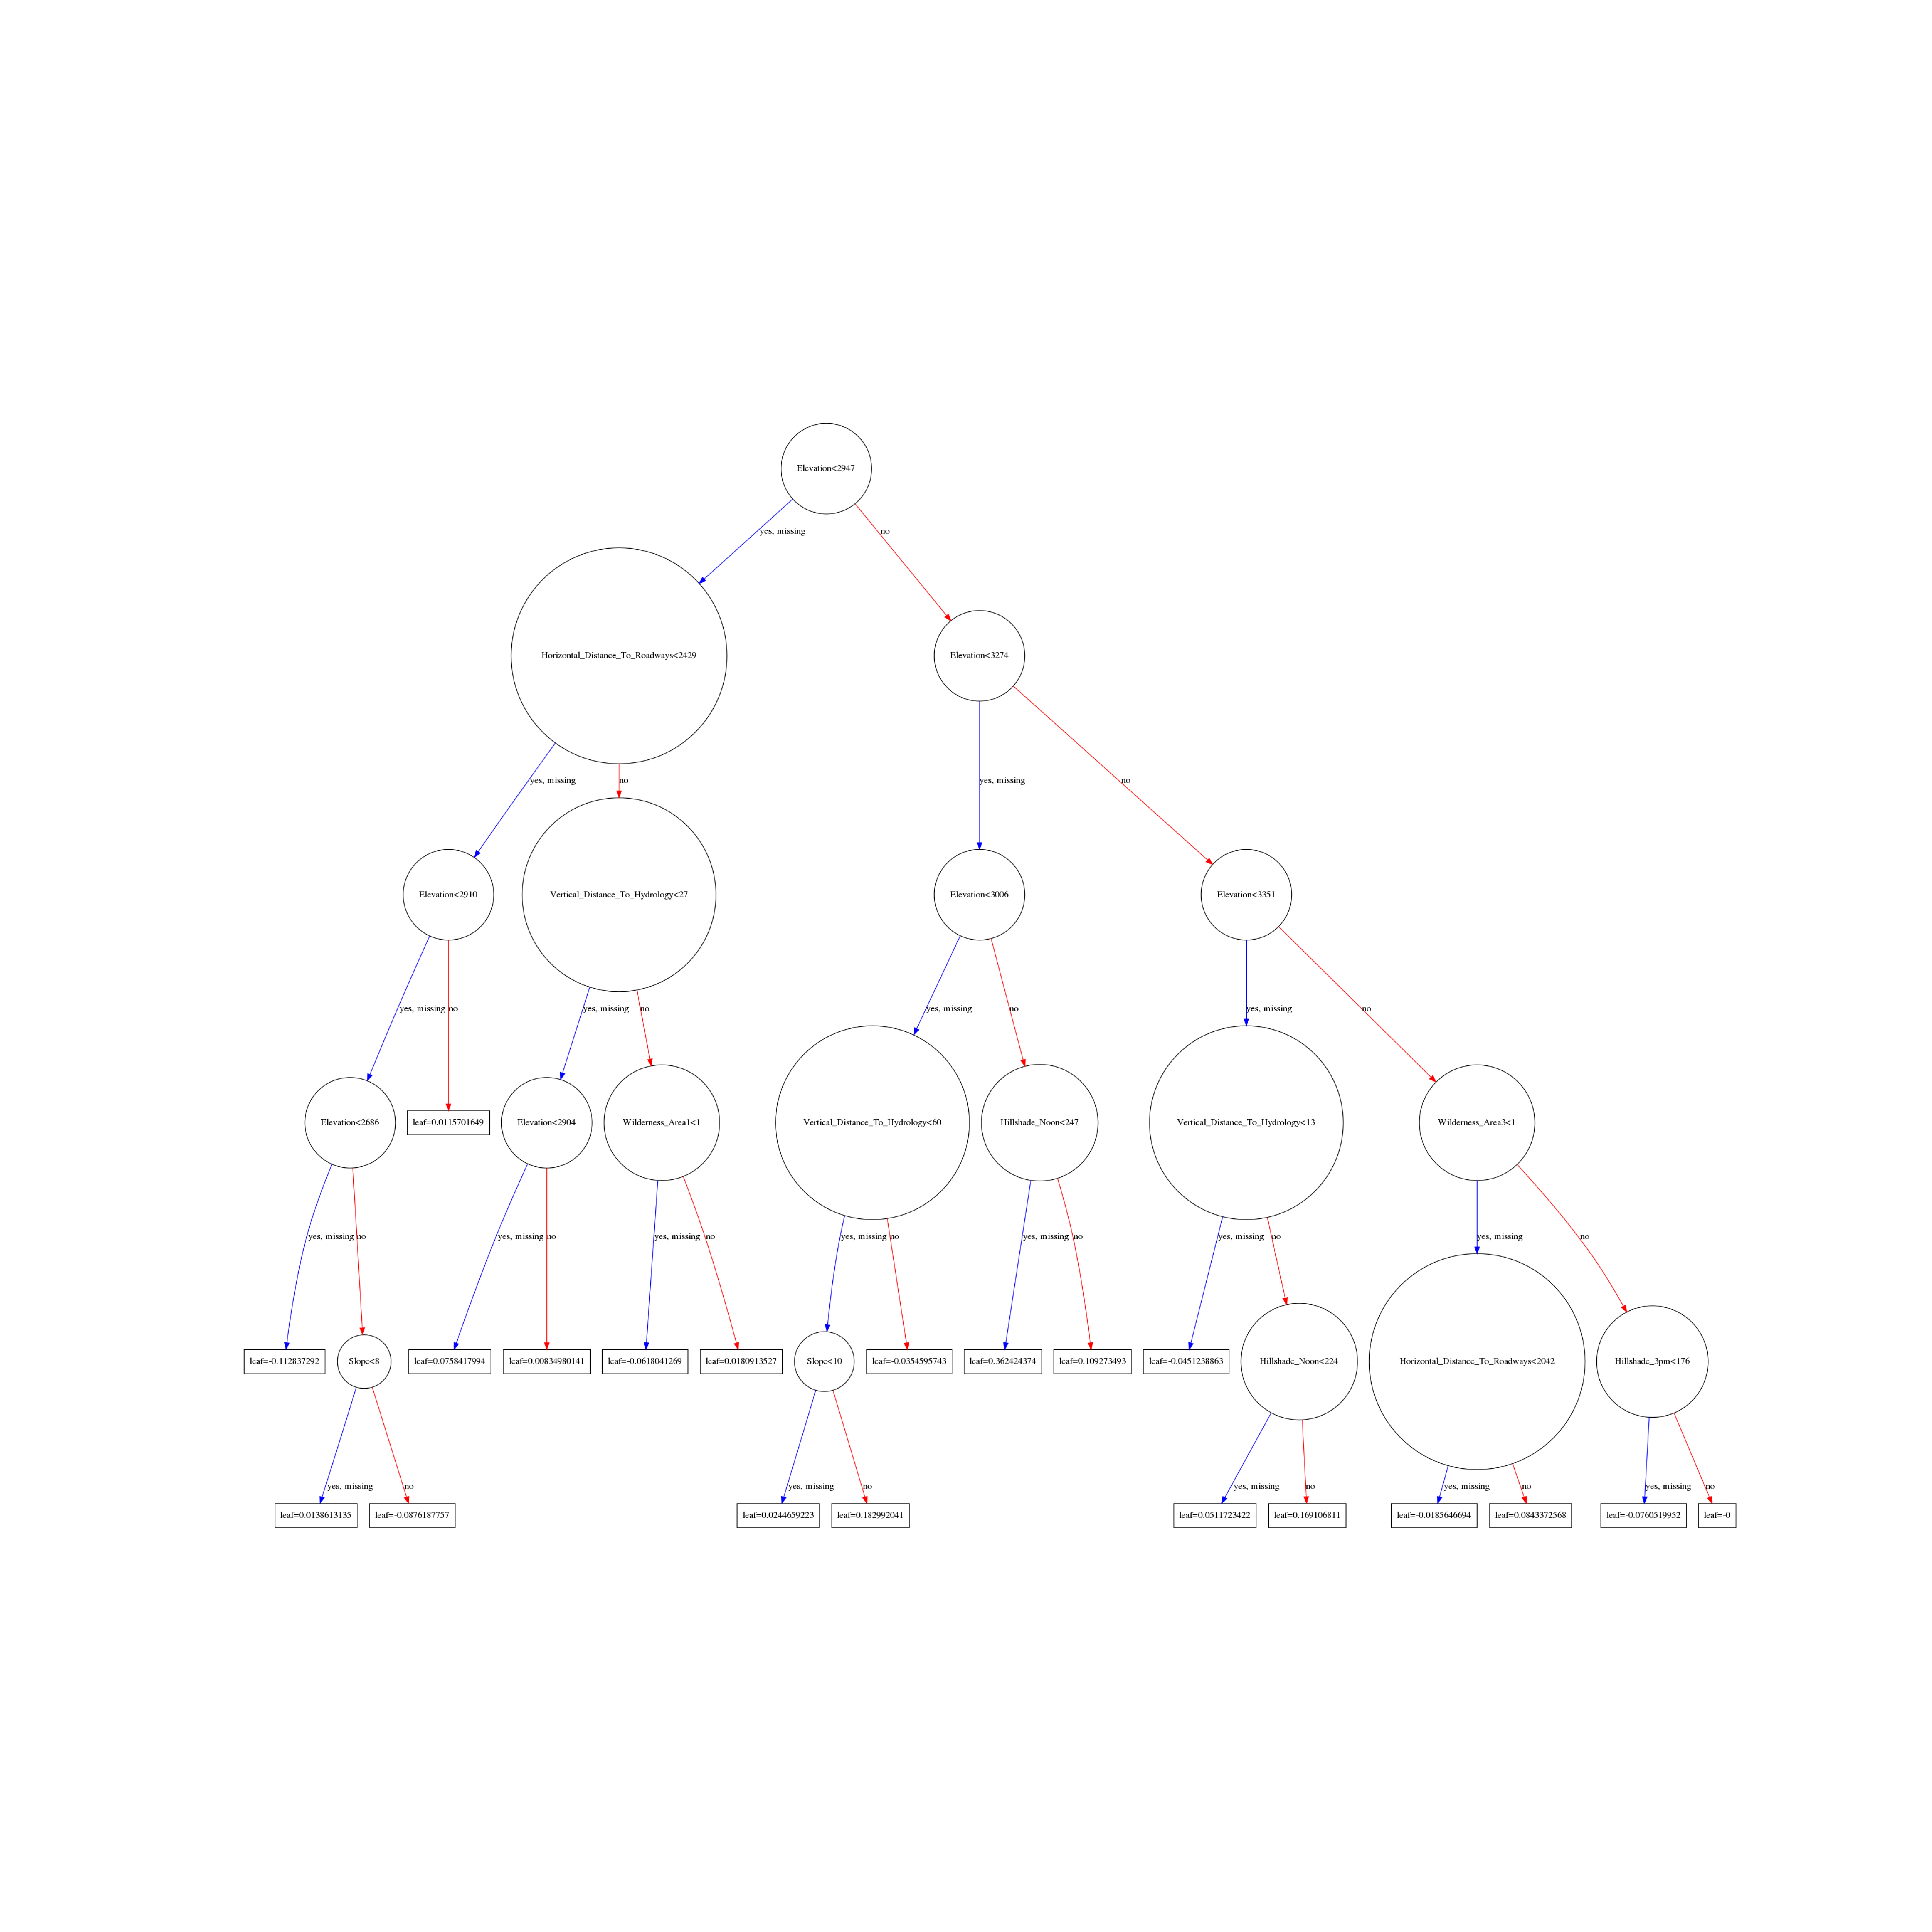 Elevation<2947
yes, missing
no
Horizontal_Distance_To_Roadways<2429
Elevation<3274
yes, missing
no
yes, missing
no
Elevation<2910
Vertical_Distance_To_Hydrology<27
Elevation<3006
Elevation<3351
yes, missing
no
yes, missing
no
yes, missing
no
yes, missing
no
Elevation<2686
leaf=0.0115701649
Elevation<2904
Wilderness_Area1<1
Vertical_Distance_To_Hydrology<60
Hillshade_Noon<247
Vertical_Distance_To_Hydrology<13
Wilderness_Area3<1
yes, missing
no
yes, missing
no
yes, missing
no
yes, missing
no
yes, missing
no
yes, missing
no
yes, missing
no
leaf=-0.112837292
Slope<8
leaf=0.0758417994
leaf=0.00834980141
leaf=-0.0618041269
leaf=0.0180913527
Slope<10
leaf=-0.0354595743
leaf=0.362424374
leaf=0.109273493
leaf=-0.0451238863
Hillshade_Noon<224
Horizontal_Distance_To_Roadways<2042
Hillshade_3pm<176
yes, missing
no
yes, missing
no
yes, missing
no
yes, missing
no
yes, missing
no
leaf=0.0138613135
leaf=-0.0876187757
leaf=0.0244659223
leaf=0.182992041
leaf=0.0511723422
leaf=0.169106811
leaf=-0.0185646694
leaf=0.0843372568
leaf=-0.0760519952
leaf=-0